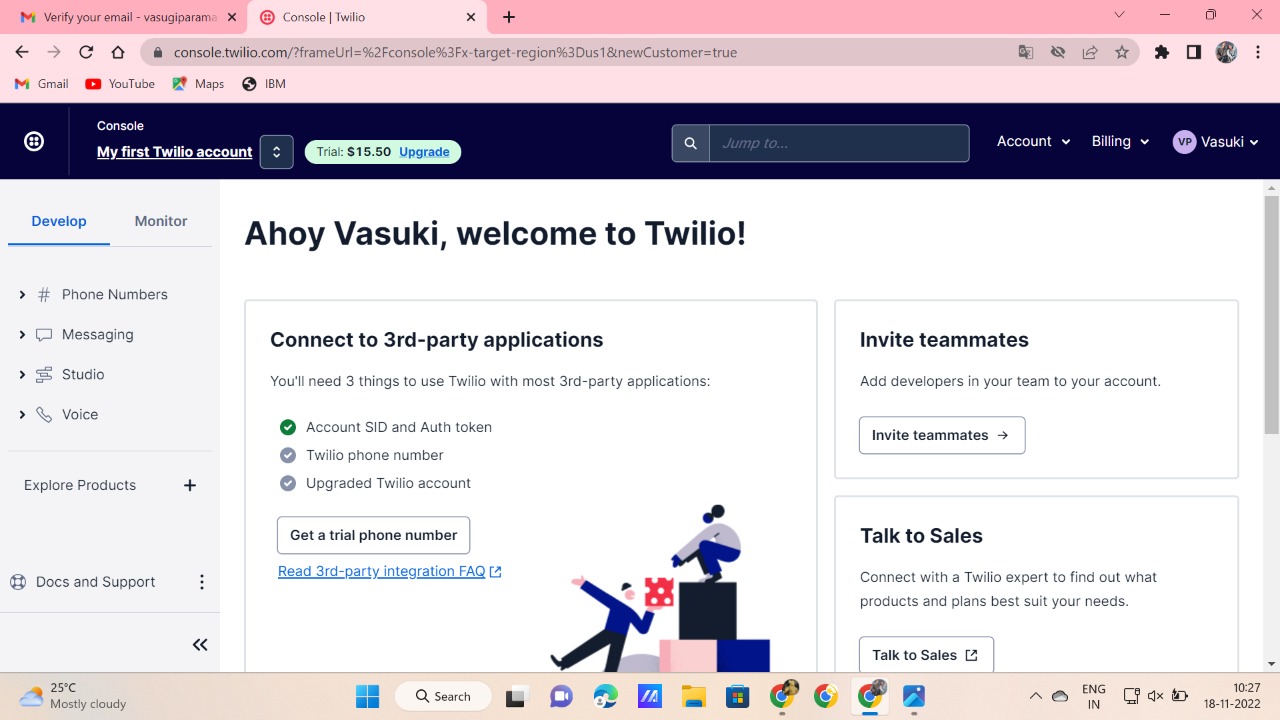 Verify your email - vasugiparama
Console | Twilio
console.twilio.com/?frameUrl=%2Fconsole%3Fx-target-region%3Dus1&newCustomer=true
Gmail YouTube Maps IBM
Console
My first Twilio account
Trial: $15.50 Upgrade
Jump to...
Account
Billing
VP Vasuki
Develop Monitor
Phone Numbers
Messaging
Studio
Voice
Explore Products
Docs and Support
Ahoy Vasuki, welcome to Twilio!
Connect to 3rd-party applications
You'll need 3 things to use Twilio with most 3rd-party applications:
Account SID and Auth token
Twilio phone number
Upgraded Twilio account
Get a trial phone number
Read 3rd-party integration FAQ
Invite teammates
Add developers in your team to your account.
Invite teammates →
Talk to Sales
Connect with a Twilio expert to find out what
products and plans best suit your needs.
Talk to Sales
25°C
Mostly cloudy
Search
ENG
IN
10:27
18-11-2022